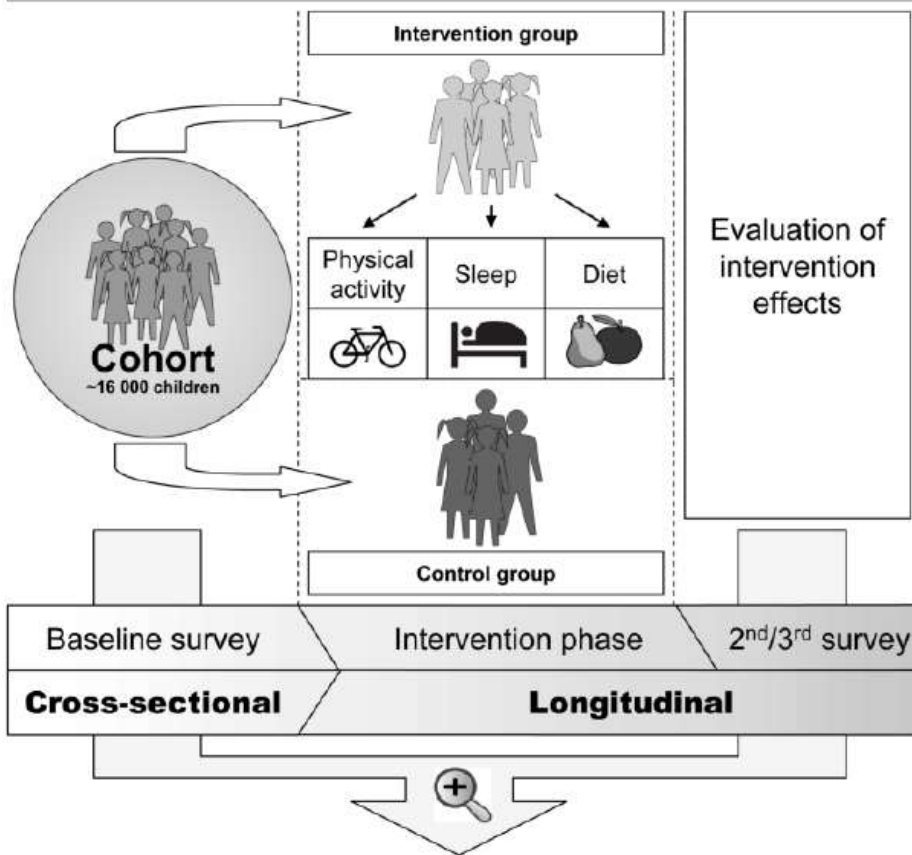 Intervention group
Physical
activity
Sleep
Diet
Evaluation of
intervention
effects
Cohort
~16 000 children
Control group
Baseline survey
Intervention phase
2nd/3rd survey
Cross-sectional
Longitudinal